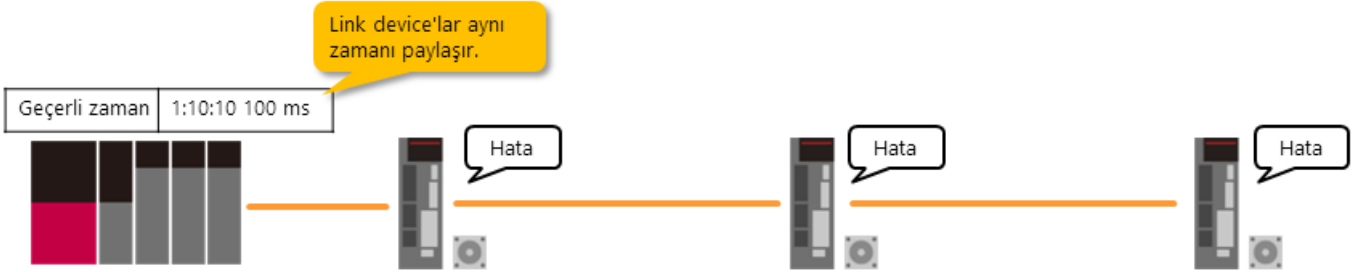 Link device'lar aynı
zamanı paylaşır.
Geçerli zaman 1:10:10 100 ms
Hata
Hata
Hata